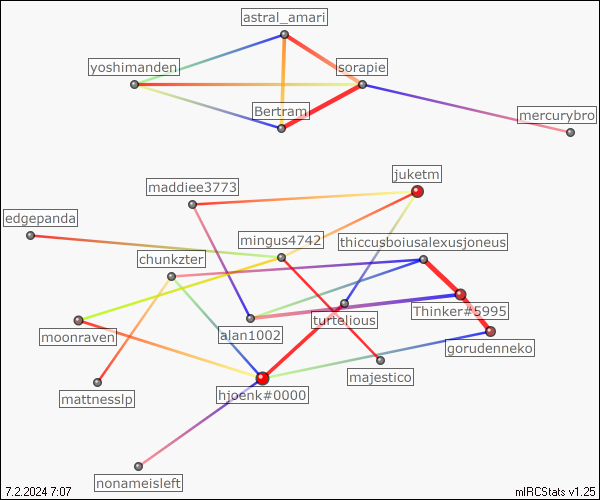 astral_amari
yoshimanden
sorapie
Bertram
mercurybro
juketm
maddiee3773
edgepanda
mingus4742
thiccusboiusalexusjoneus
chunkzter
Thinker#5995
turtelious
alan1002
moonraven
gorudenneko
majestico
hjoenk#0000
mattnesslp
nonameisleft
7.2.2024 7:07
mIRCStats v1.25